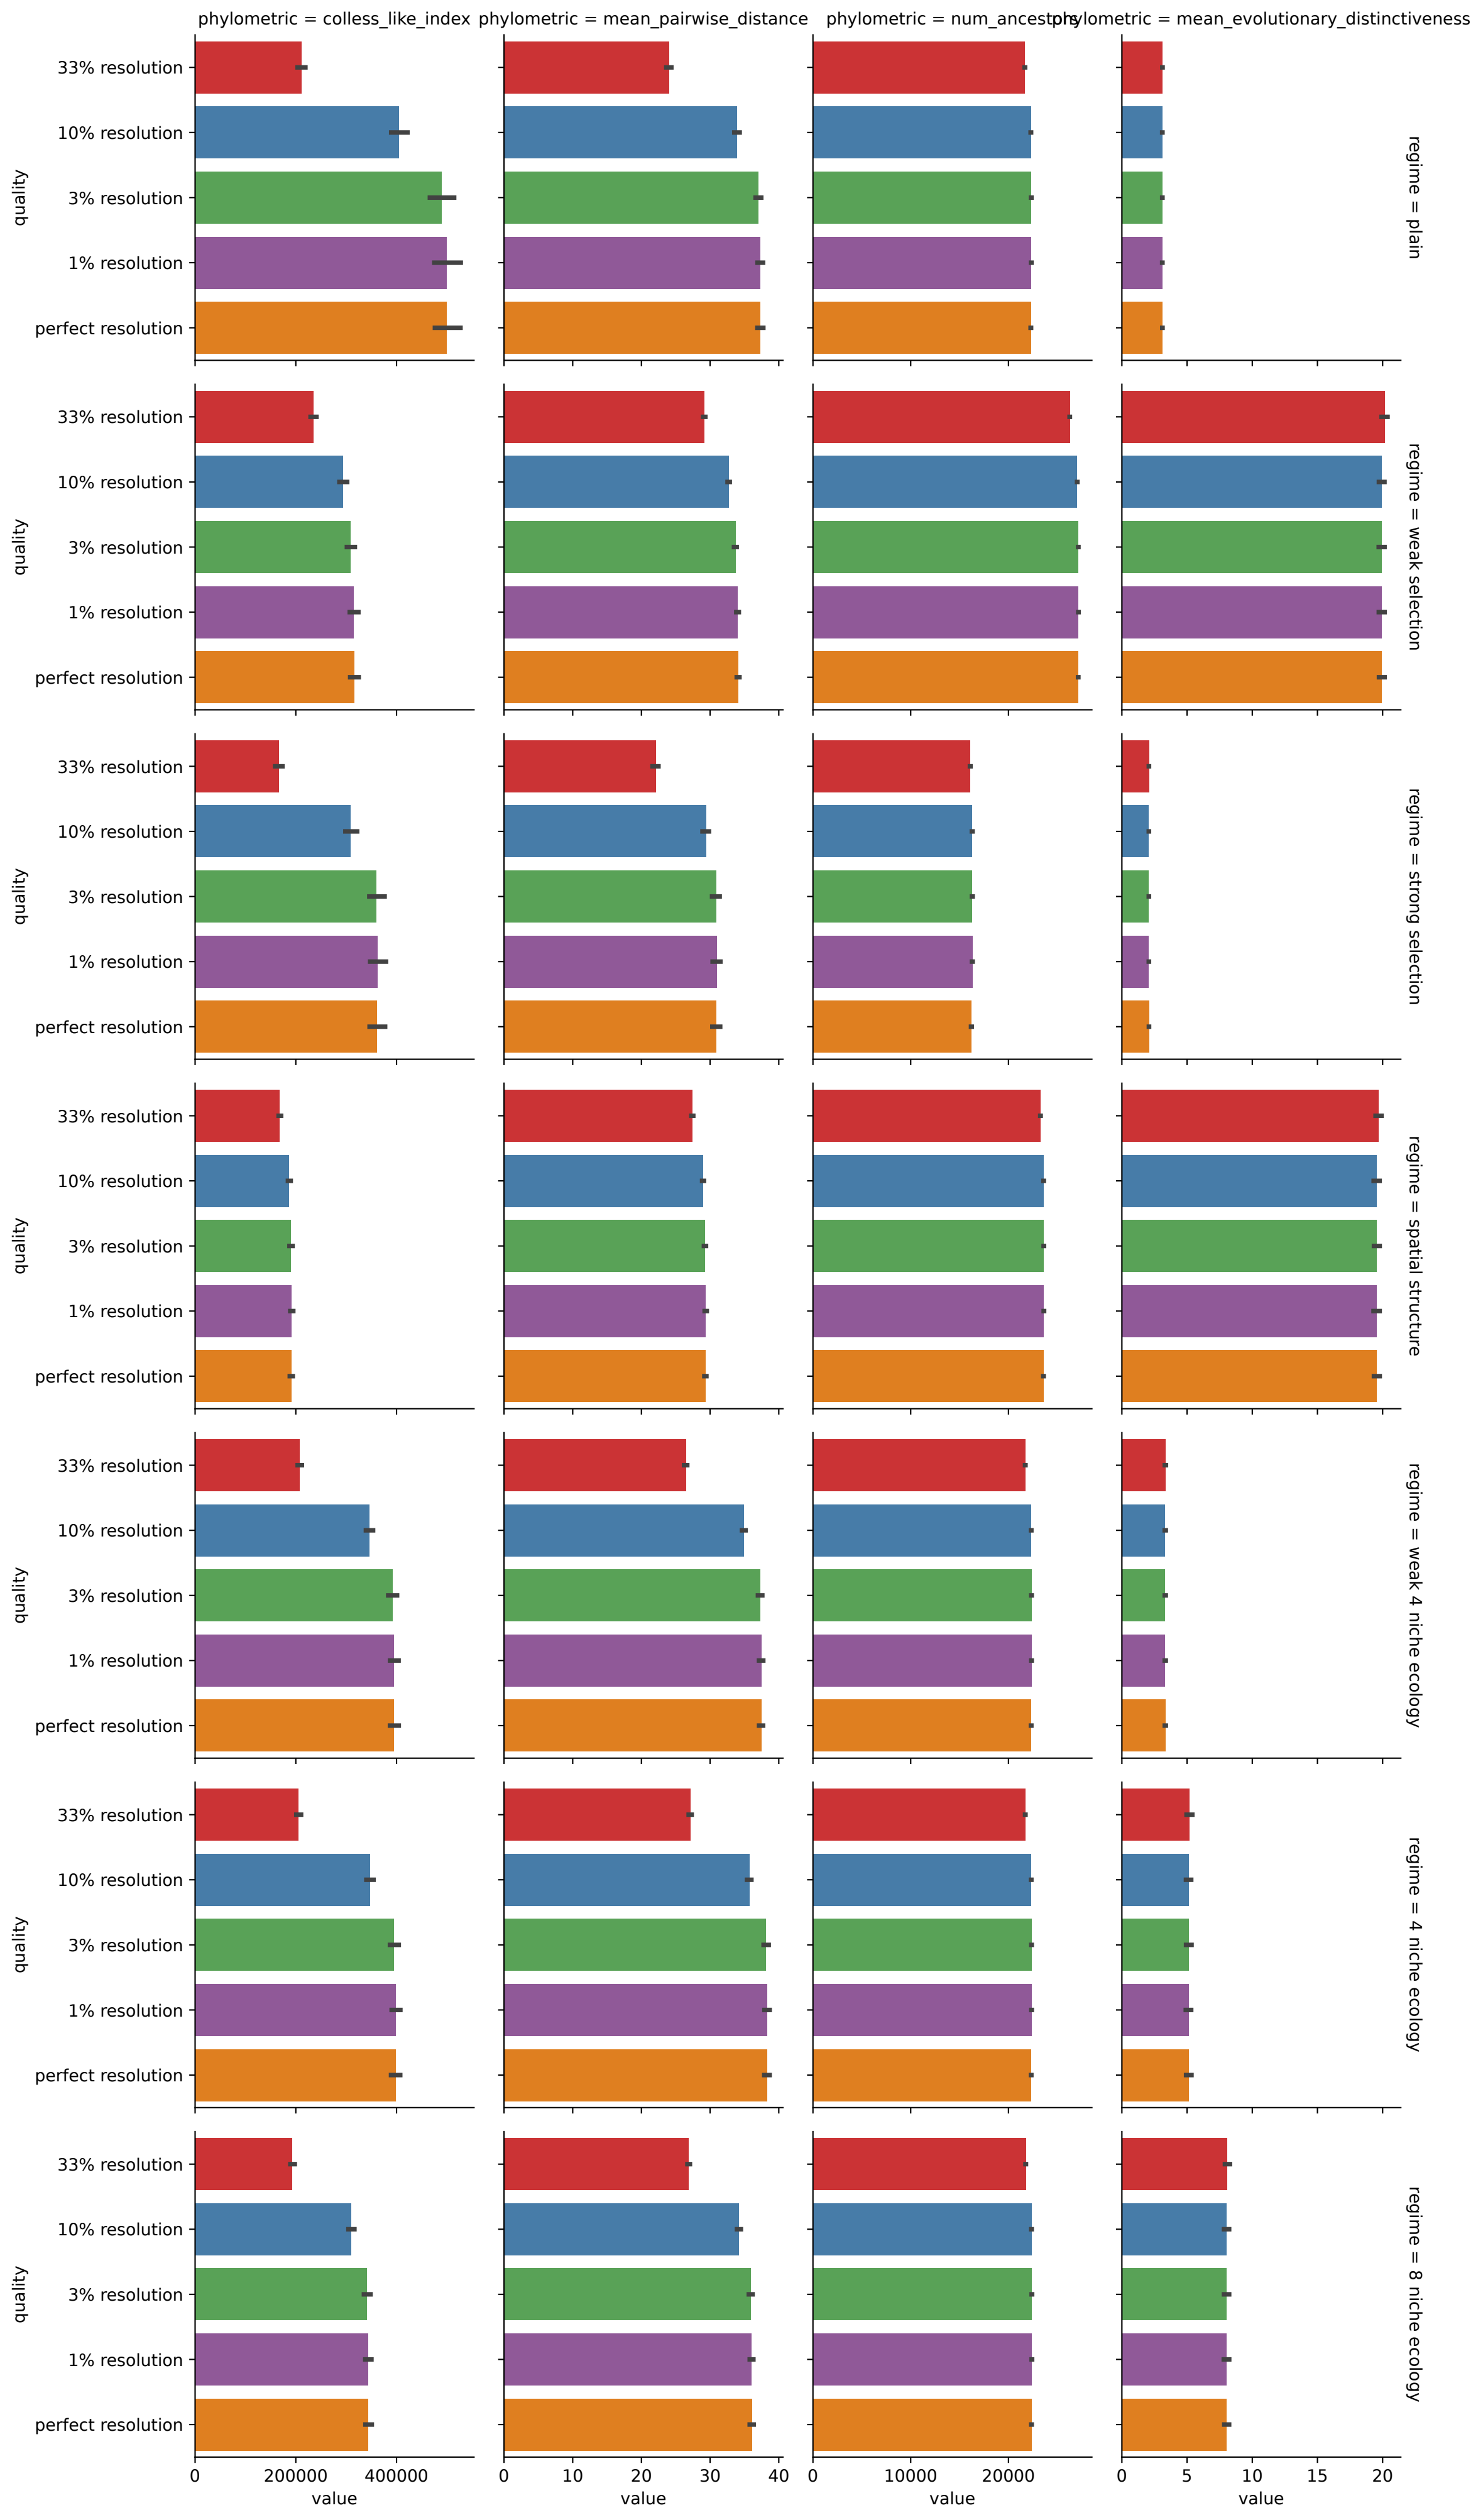 phylometric = colless_like_index
phylometric = mean_pairwise_distance
phylometric = num_ancestors
phylometric = mean_evolutionary_distinctiveness
quality
33% resolution
10% resolution
3% resolution
1% resolution
perfect resolution
regime = plain
quality
33% resolution
10% resolution
3% resolution
1% resolution
perfect resolution
regime = weak selection
quality
33% resolution
10% resolution
3% resolution
1% resolution
perfect resolution
regime = strong selection
quality
33% resolution
10% resolution
3% resolution
1% resolution
perfect resolution
regime = spatial structure
quality
33% resolution
10% resolution
3% resolution
1% resolution
perfect resolution
regime = weak 4 niche ecology
quality
33% resolution
10% resolution
3% resolution
1% resolution
perfect resolution
regime = 4 niche ecology
quality
33% resolution
10% resolution
3% resolution
1% resolution
perfect resolution
regime = 8 niche ecology
0 200000 400000
0 10 20 30 40
0 10000 20000
0 5 10 15 20
value
value
value
value